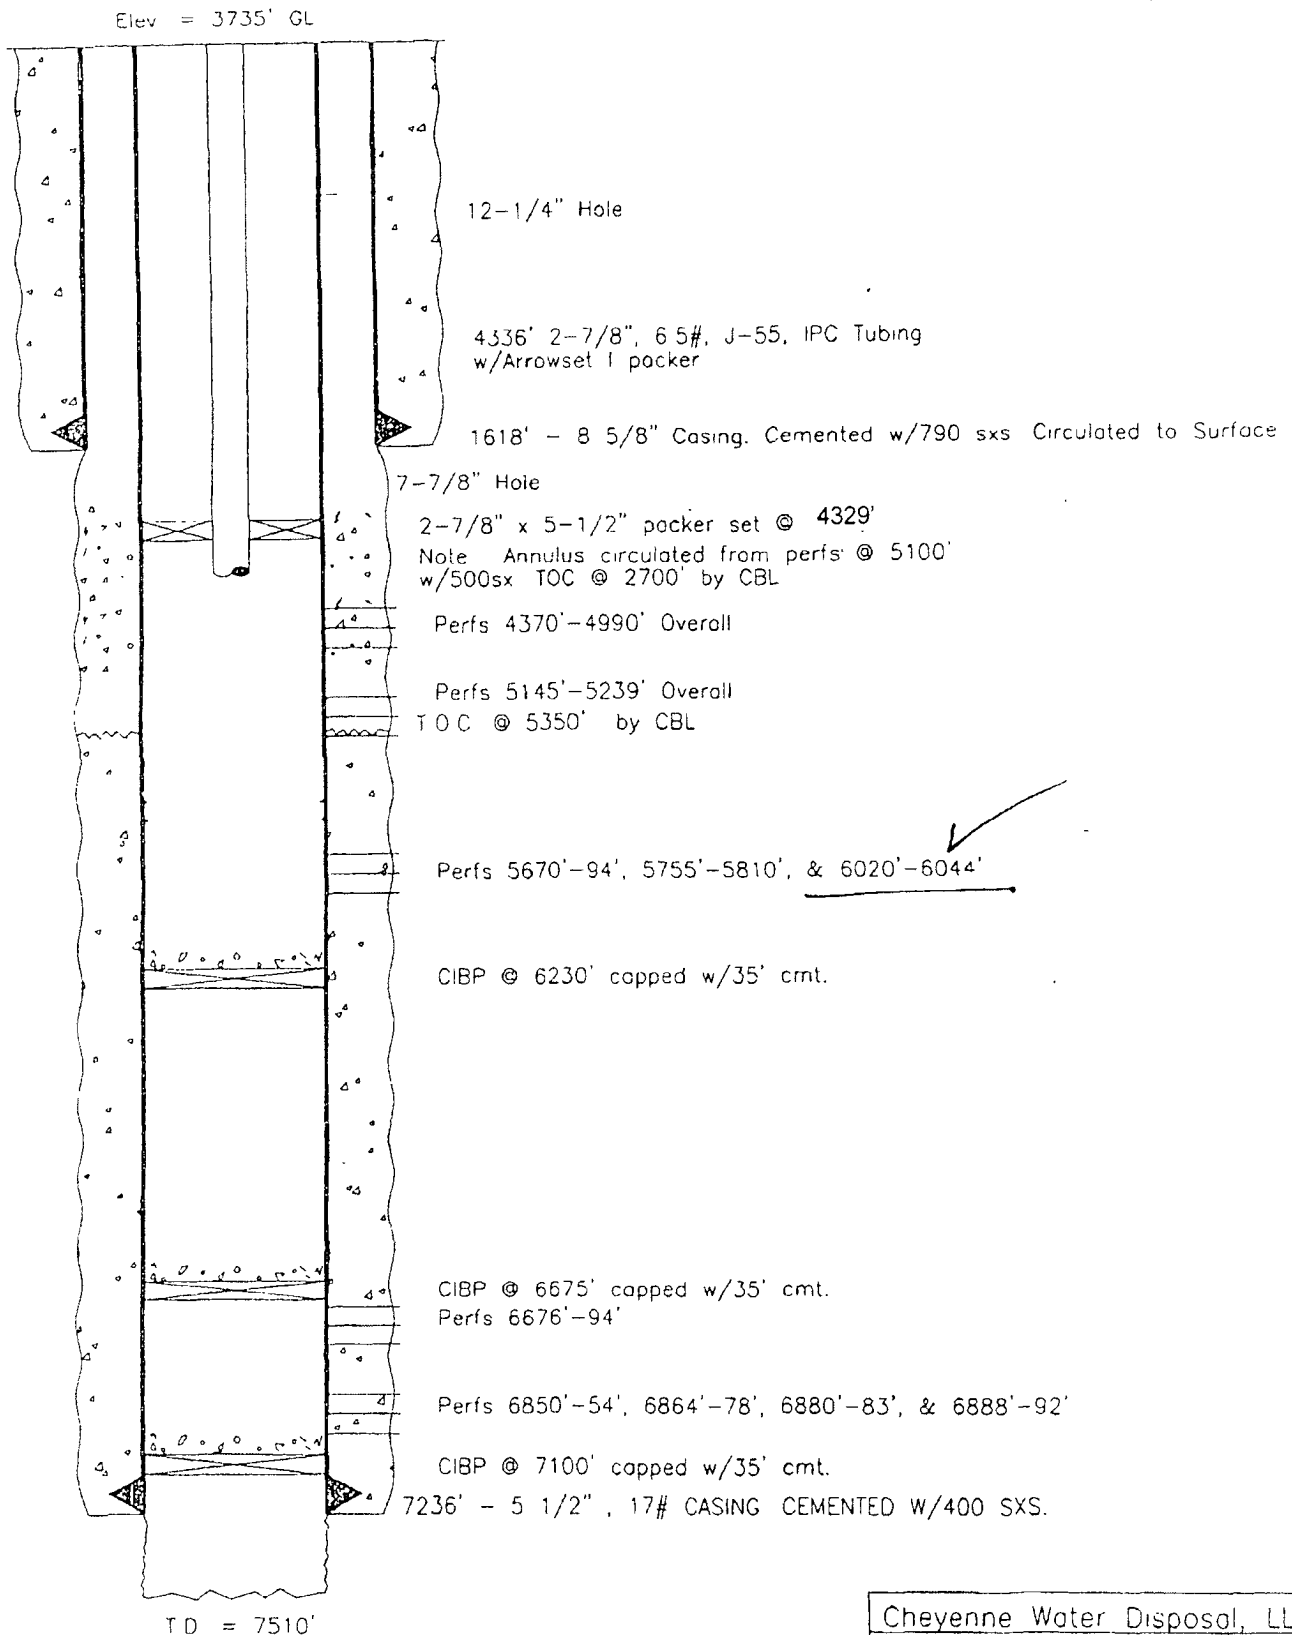 Elev = 3735' GL
12-1/4" Hole
4336' 2-7/8", 6 5#, J-55, IPC Tubing
w/Arrowset I packer
1618' - 8 5/8" Casing. Cemented w/790 sxs Circulated to Surface
7-7/8" Hole
2-7/8" x 5-1/2" packer set @ 4329'
Note Annulus circulated from perfs @ 5100'
w/500sx TOC @ 2700' by CBL
Perfs 4370'-4990' Overall
Perfs 5145'-5239' Overall
T O C @ 5350' by CBL
Perfs 5670'-94', 5755'-5810', & 6020'-6044'
CIBP @ 6230' capped w/35' cmt.
CIBP @ 6675' capped w/35' cmt.
Perfs 6676'-94'
Perfs 6850'-54', 6864'-78', 6880'-83', & 6888'-92'
CIBP @ 7100' capped w/35' cmt.
7236' - 5 1/2" , 17# CASING CEMENTED W/400 SXS.
T D = 7510'
Cheyenne Water Disposal, LL